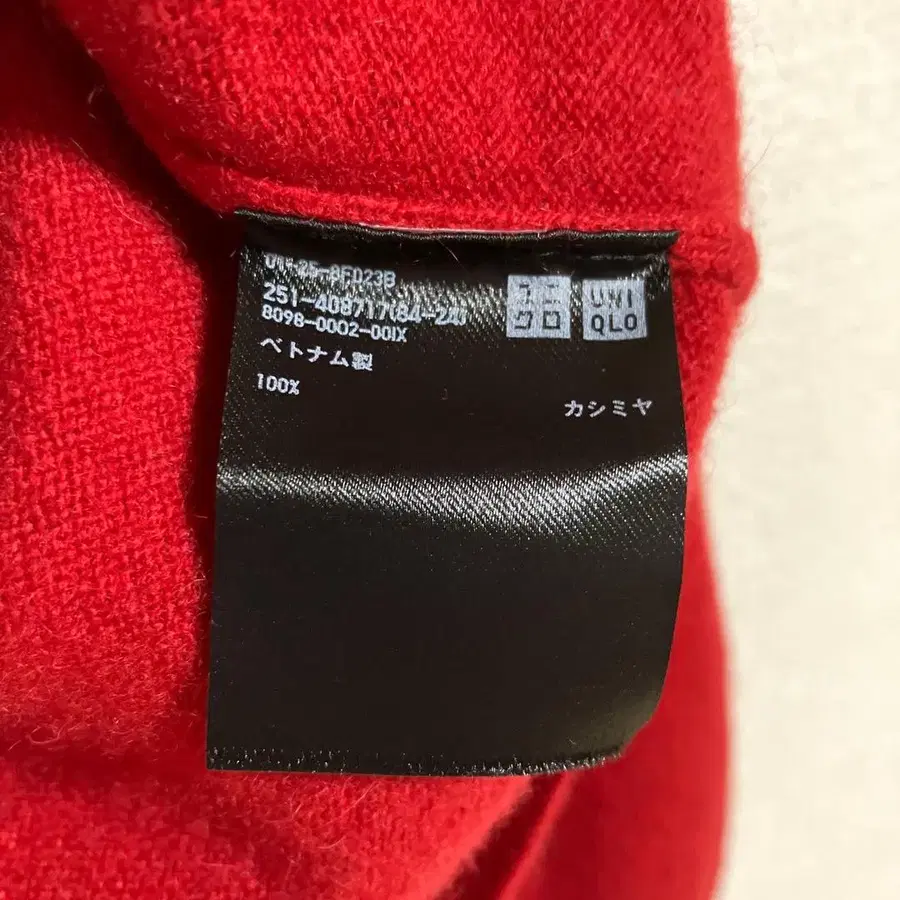 251-408717(84-24)
8098-0002-00IX
ベトナム製
100% カシミヤ
ユニ
クロ
UNI
QLO